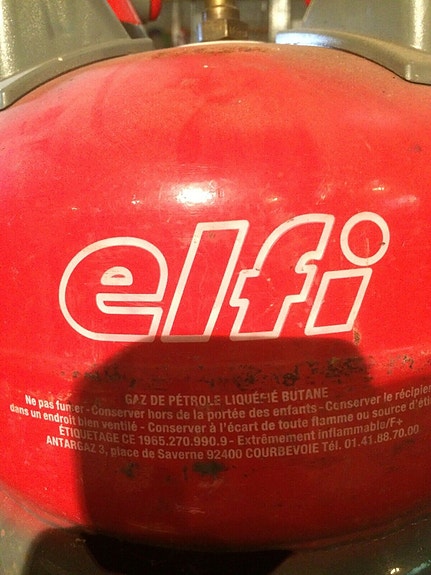 elfi
GAZ DE PÉTROLE LIQUÉFIÉ BUTANE
Ne pas fumer - Conserver hors de la portée des enfants - Conserver le récipie
dans un endroit bien ventilé - Conserver à l'écart de toute flamme ou source d'éti
ÉTIQUETAGE CE 1965.270.990.9 - Extrêmement inflammable/F+
ANTARGAZ 3, place de Saverne 92400 COURBEVOIE Tél. 01.41.88.70.00